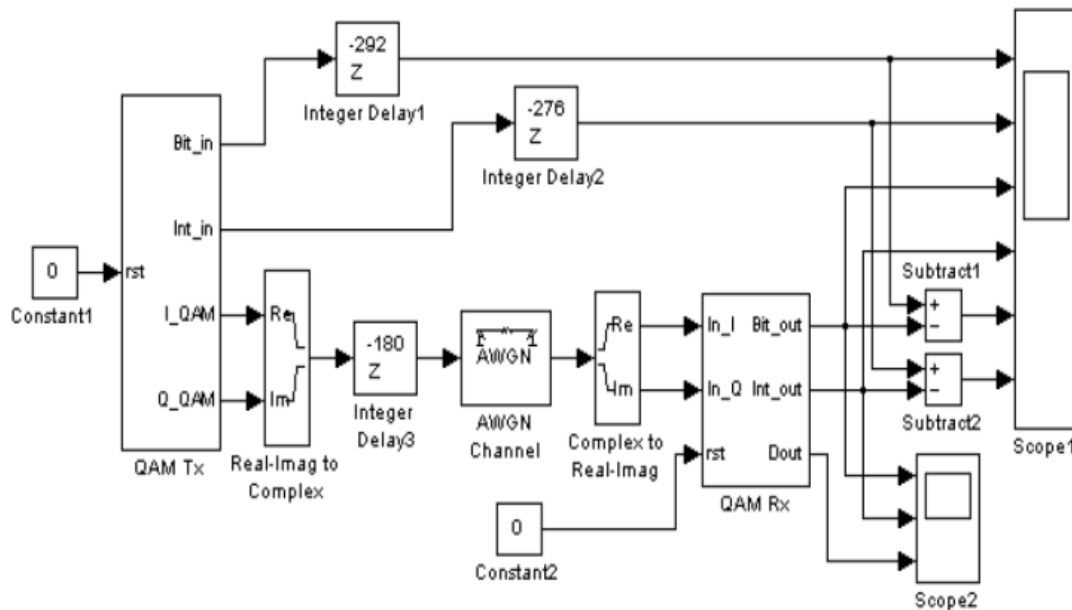 -292
Z
Integer Delay1
-276
Z
Integer Delay2
Bit_in
Int_in
0
rst
Constant1
I_QAM
Q_QAM
QAM Tx
Re
Im
Real-Imag to
Complex
-180
Z
Integer
Delay3
AWGN
AWGN
Channel
Re
Im
Complex to
Real-Imag
In_I
Bit_out
In_Q
Int_out
rst
Dout
QAM Rx
0
Constant2
Subtract1
+
−
+
−
Subtract2
Scope1
Scope2